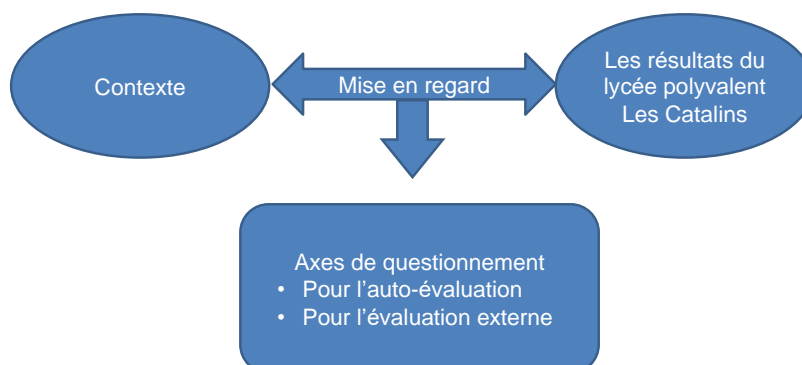 Contexte
Mise en regard
Les résultats du
lycée polyvalent
Les Catalins
Axes de questionnement
• Pour l'auto-évaluation
• Pour l'évaluation externe